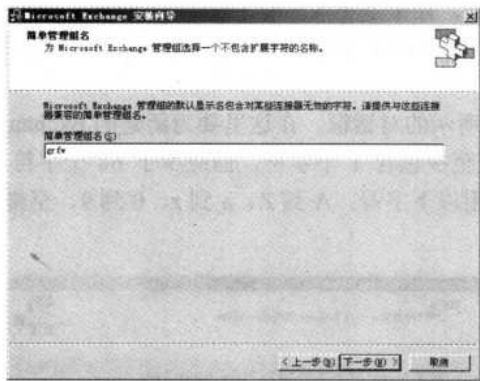 Microsoft Exchange 安装向导
简单管理组名
为 Microsoft Exchange 管理组选择一个不包含扩展字符的名称。
Microsoft Exchange 管理组的默认显示名包含对某些连接器无效的字符。请提供与这些连接
器兼容的简单管理组名。
简单管理组名(S)
grfw
<上一步(B)
下一步(N) >
取消